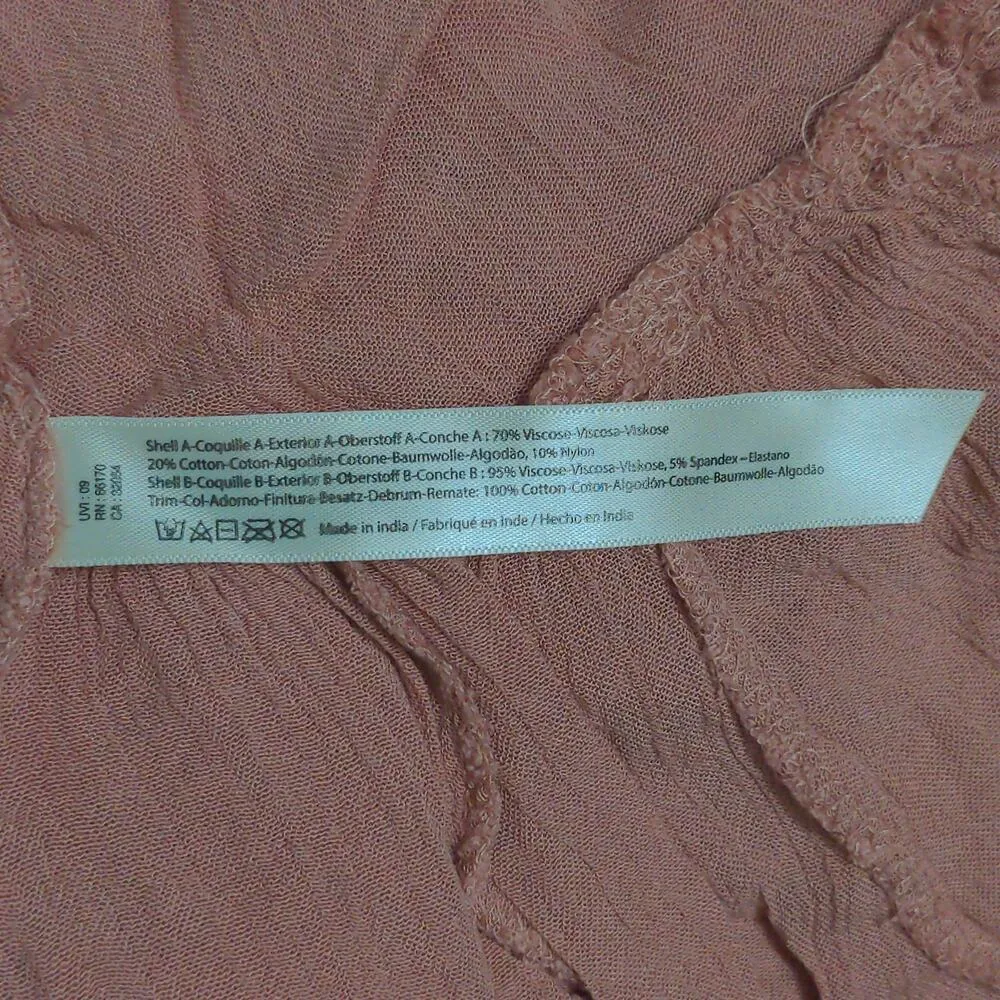 Shell A-Coquille A-Exterior A-Oberstoff A-Conche A : 70% Viscose-Viscosa-Viskose
20% Cotton-Coton-Algodón-Cotone-Baumwolle-Algodão, 10% Nylon
Shell B-Coquille B-Exterior B-Oberstoff B-Conche B : 95% Viscose-Viscosa-Viskose, 5% Spandex – Elastano
Trim-Col-Adorno-Finitura-Besatz-Debrum-Remate: 100% Cotton-Coton-Algodón-Cotone-Baumwolle-Algodão
Made in india / Fabriqué en inde / Hecho en India
UVI : 09
RN : 66170
CA : 32054